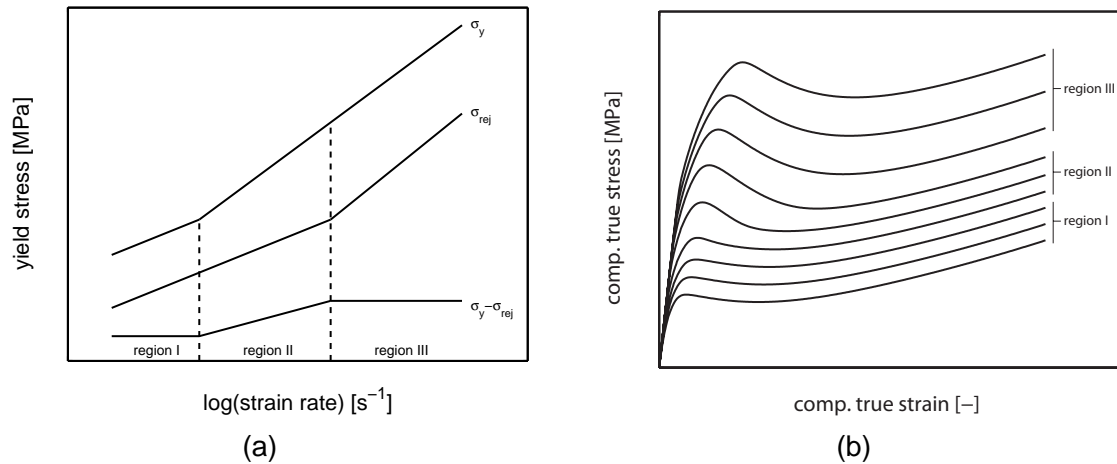 σy
σrej
σy−σrej
yield stress [MPa]
region I
region II
region III
log(strain rate) [s−1]
(a)
region III
region II
region I
comp. true stress [MPa]
comp. true strain [−]
(b)